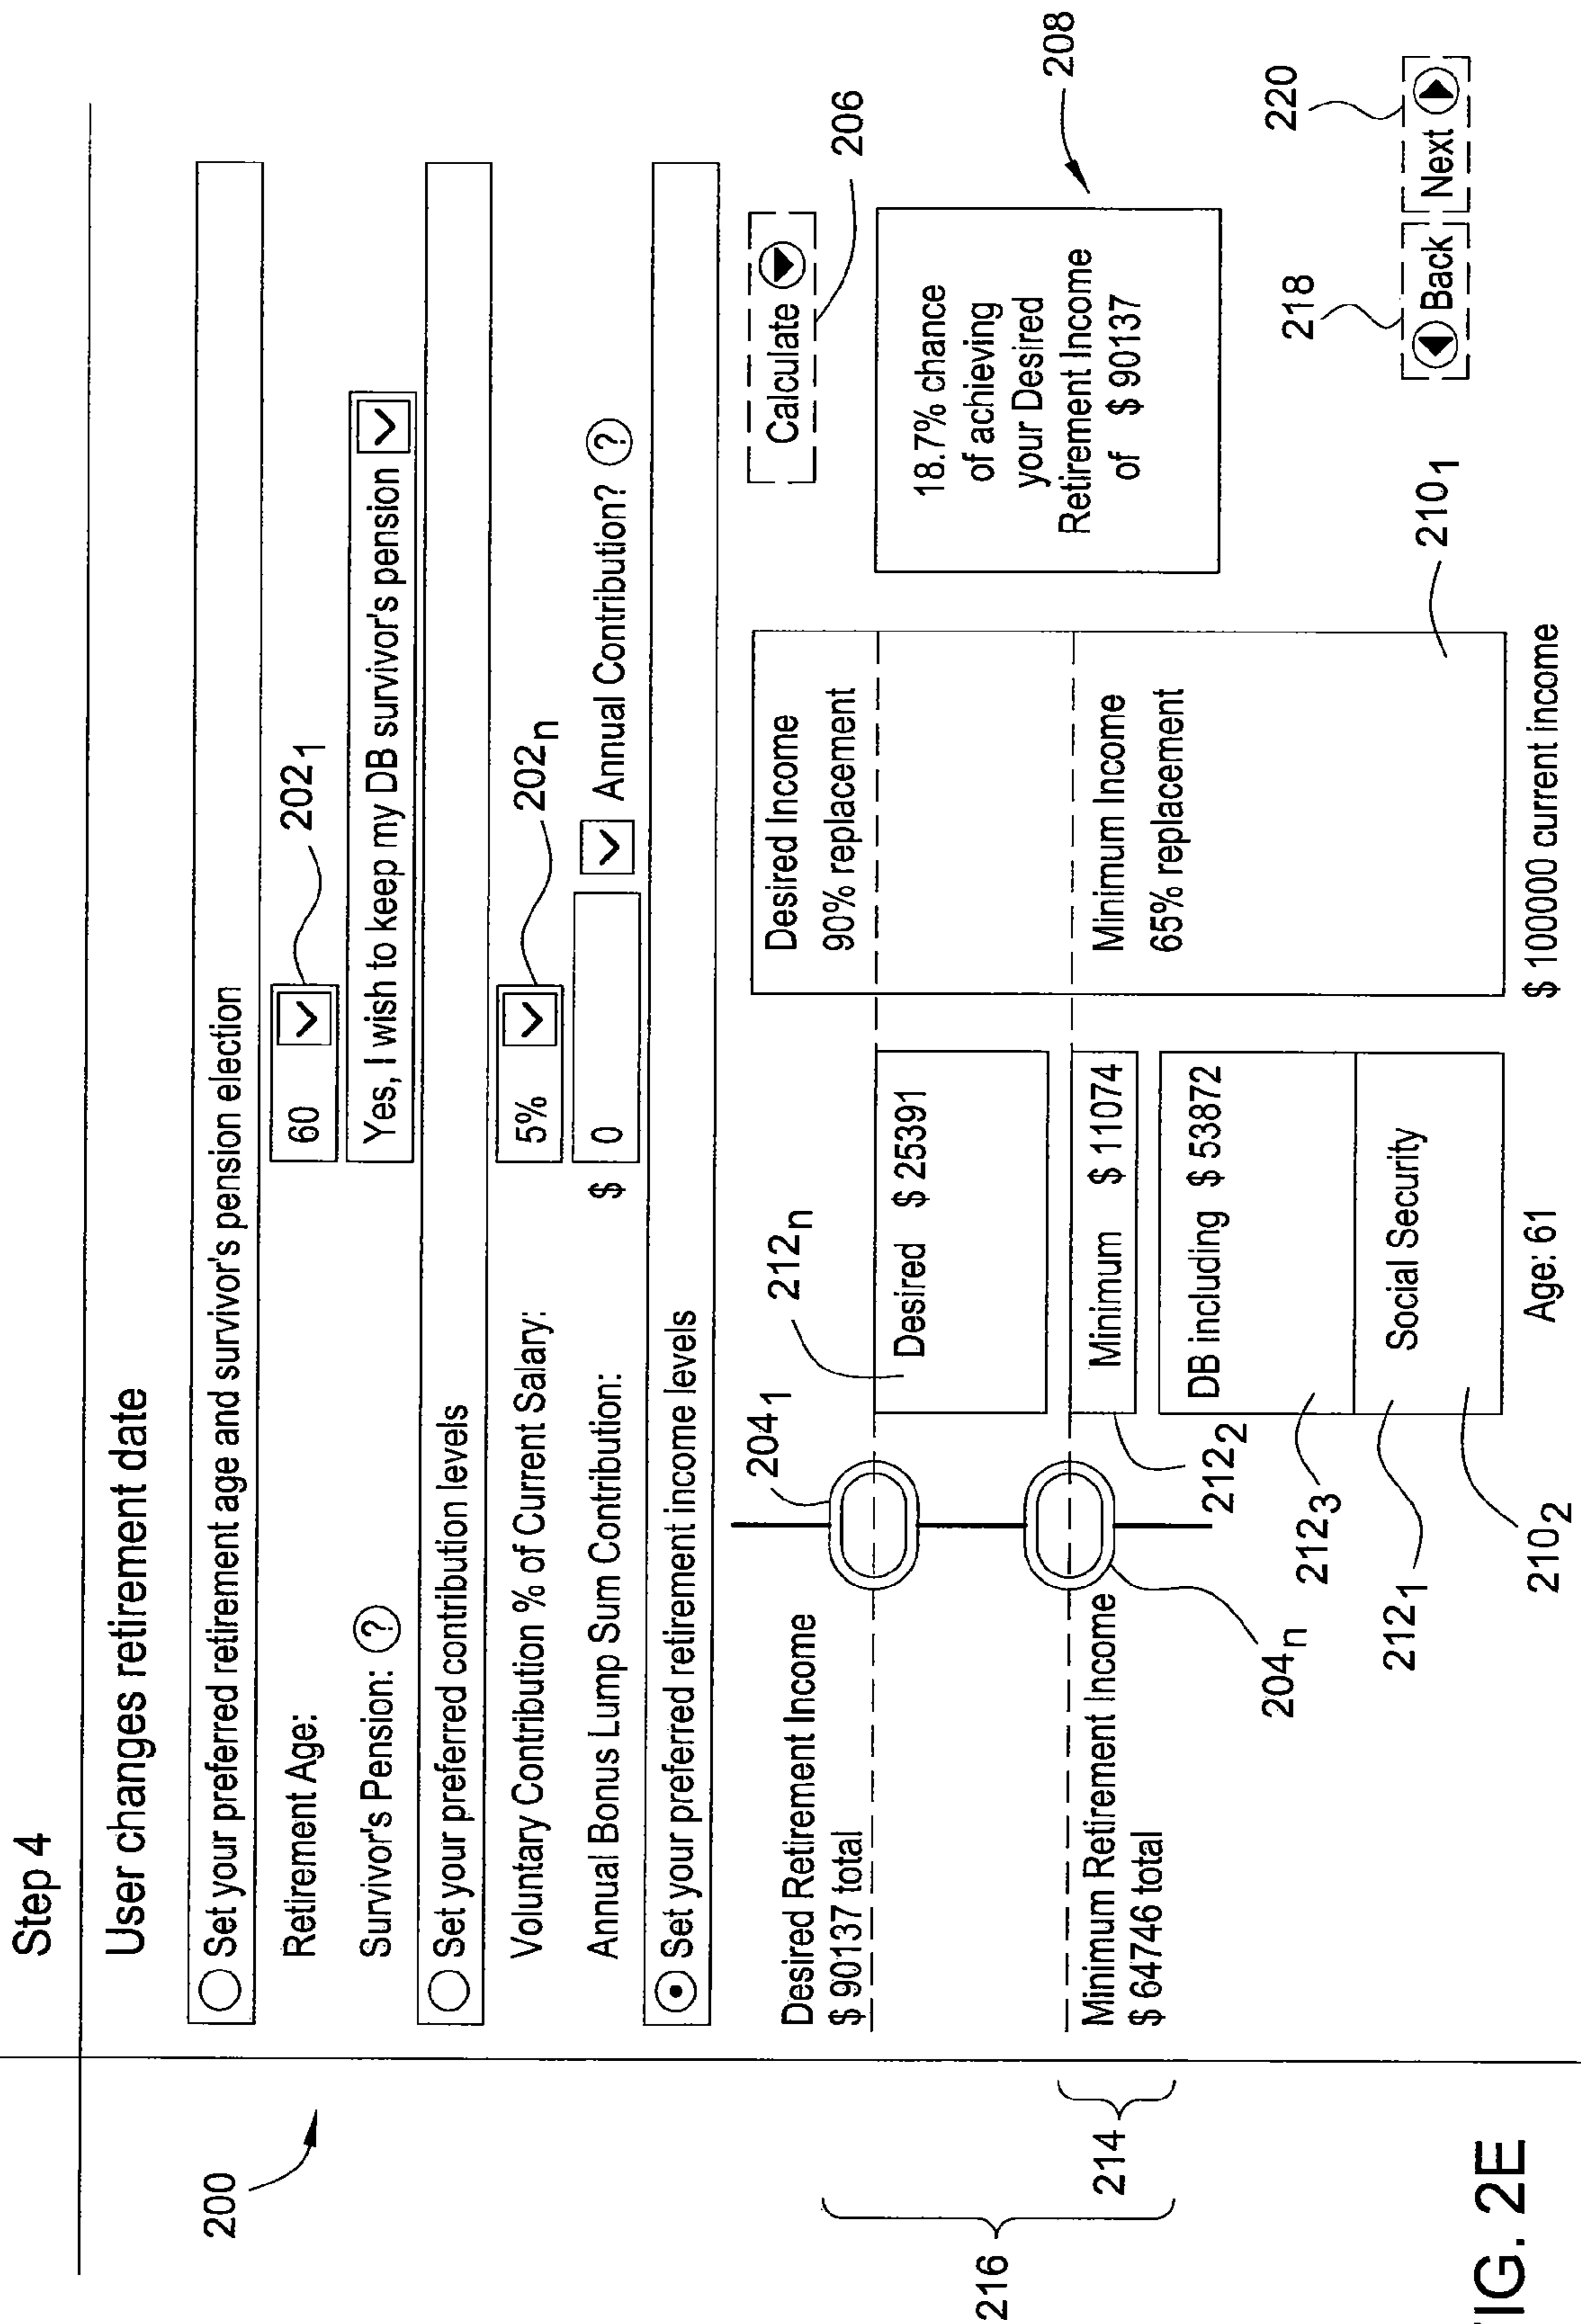 Step 4
User changes retirement date
200
Set your preferred retirement age and survivor's pension election
Retirement Age: 60 202₁
Survivor's Pension: ? Yes, I wish to keep my DB survivor's pension
Set your preferred contribution levels
Voluntary Contribution % of Current Salary: 5% 202ₙ
Annual Bonus Lump Sum Contribution: $ 0 Annual Contribution? ?
Set your preferred retirement income levels
Calculate
206
Desired Retirement Income
$ 90137 total
204₁
212ₙ
Desired $ 25391
Desired Income
90% replacement
18.7% chance
of achieving
your Desired
Retirement Income
of $ 90137
208
Minimum Retirement Income
$ 64746 total
204ₙ
212₂
Minimum $ 11074
Minimum Income
65% replacement
216
214
DB including $ 53872
212₃
Social Security
212₁
210₂
210₁
218
220
Back Next
Age: 61
$ 100000 current income
IG. 2E